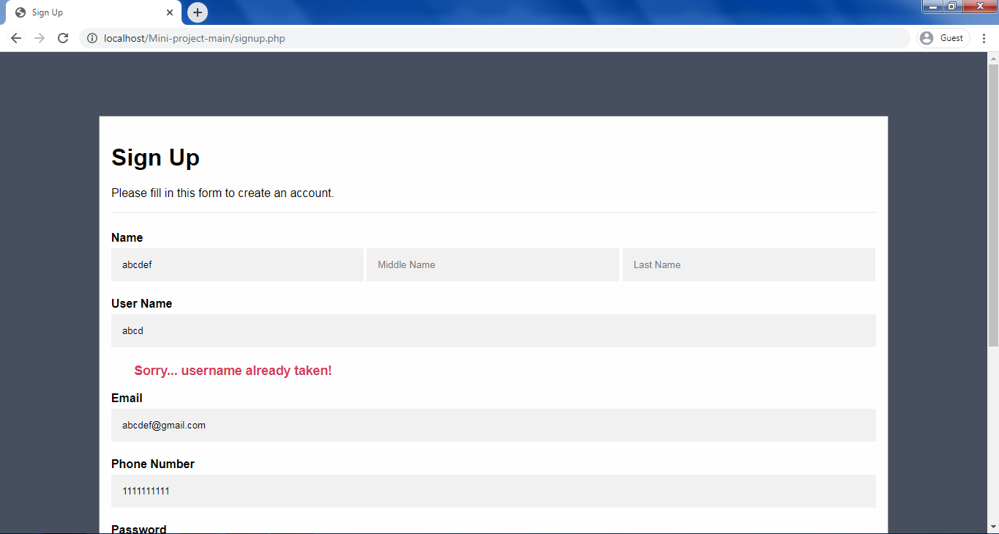 Sign Up
localhost/Mini-project-main/signup.php
Guest
Sign Up
Please fill in this form to create an account.
Name
abcdef Middle Name Last Name
User Name
abcd
Sorry... username already taken!
Email
abcdef@gmail.com
Phone Number
1111111111
Password